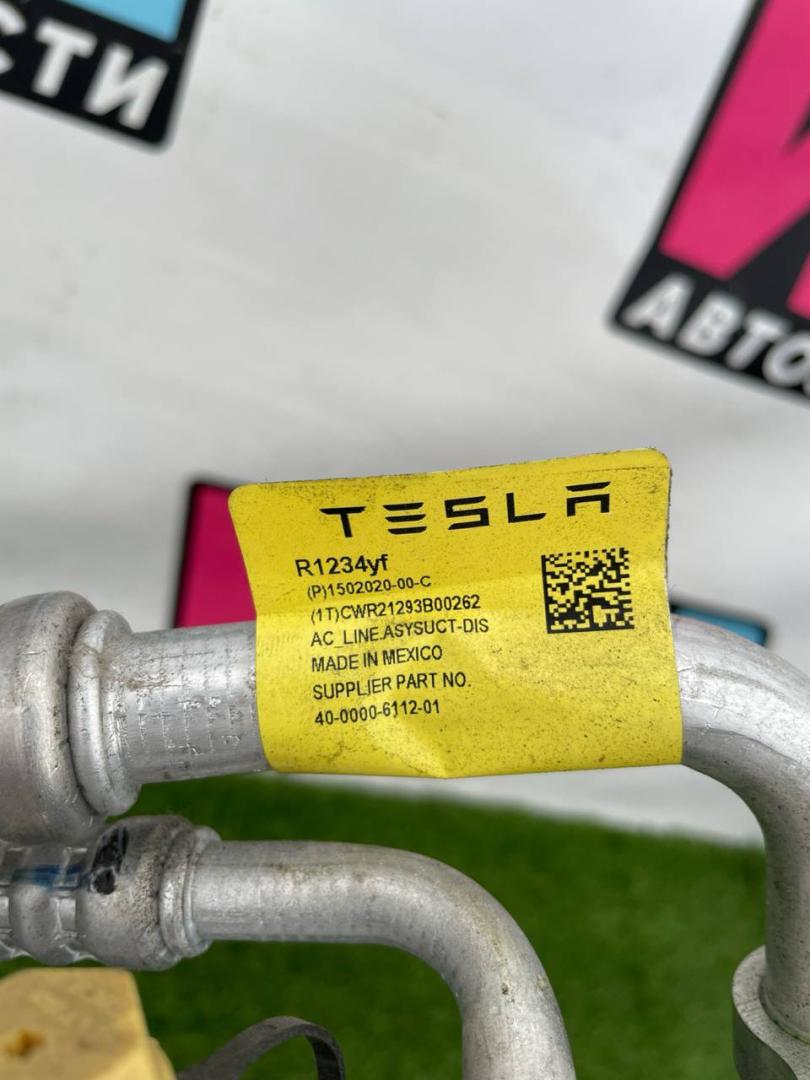 СТИ
АВТО
TESLA
R1234yf
(P)1502020-00-C
(1T)CWR21293B00262
AC_LINE.ASYSUCT-DIS
MADE IN MEXICO
SUPPLIER PART NO.
40-0000-6112-01